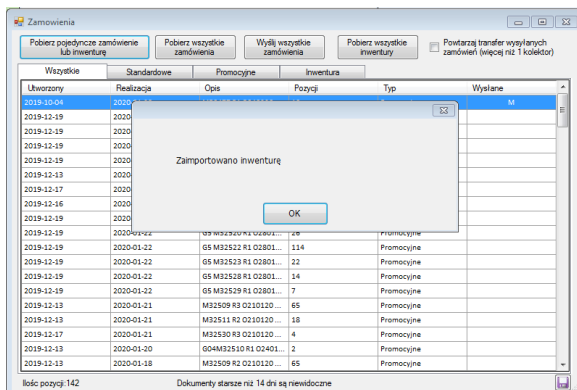 Zamowienia
Pobierz pojedyncze zamówienie lub inwenturę
Pobierz wszystkie zamówienia
Wyślij wszystkie zamówienia
Pobierz wszystkie inwentury
Powtarzaj transfer wysyłanych zamówień (więcej niż 1 kolektor)
Wszystkie Standardowe Promocyjne Inwentura
Utworzony Realizacja Opis Pozycji Typ Wysłane
2019-10-04 M
2019-12-19 2020
2019-12-19 2020
2019-12-19 2020
2019-12-19 2020
2019-12-13 2020
2019-12-17 2020
2019-12-16 2020
2019-12-19 2020
Zaimportowano inwenturę
OK
2019-12-19 2020-01-22 Promocyjne
2019-12-19 2020-01-22 G5 M32522 R1 O2801... 114 Promocyjne
2019-12-19 2020-01-22 G5 M32523 R1 O2801... 22 Promocyjne
2019-12-19 2020-01-22 G5 M32528 R1 O2801... 14 Promocyjne
2019-12-19 2020-01-22 G5 M32529 R1 O2801... 7 Promocyjne
2019-12-13 2020-01-21 M32509 R3 O210120 ... 65 Promocyjne
2019-12-13 2020-01-21 M32511 R2 O210120 ... 18 Promocyjne
2019-12-17 2020-01-21 M32530 R3 O210120 ... 4 Promocyjne
2019-12-13 2020-01-20 G04M32510 R1 O2401... 2 Promocyjne
2019-12-13 2020-01-18 M32509 R2 O210120 ... 65 Promocyjne
Ilośc pozycji:142 Dokumenty starsze niż 14 dni są niewidoczne